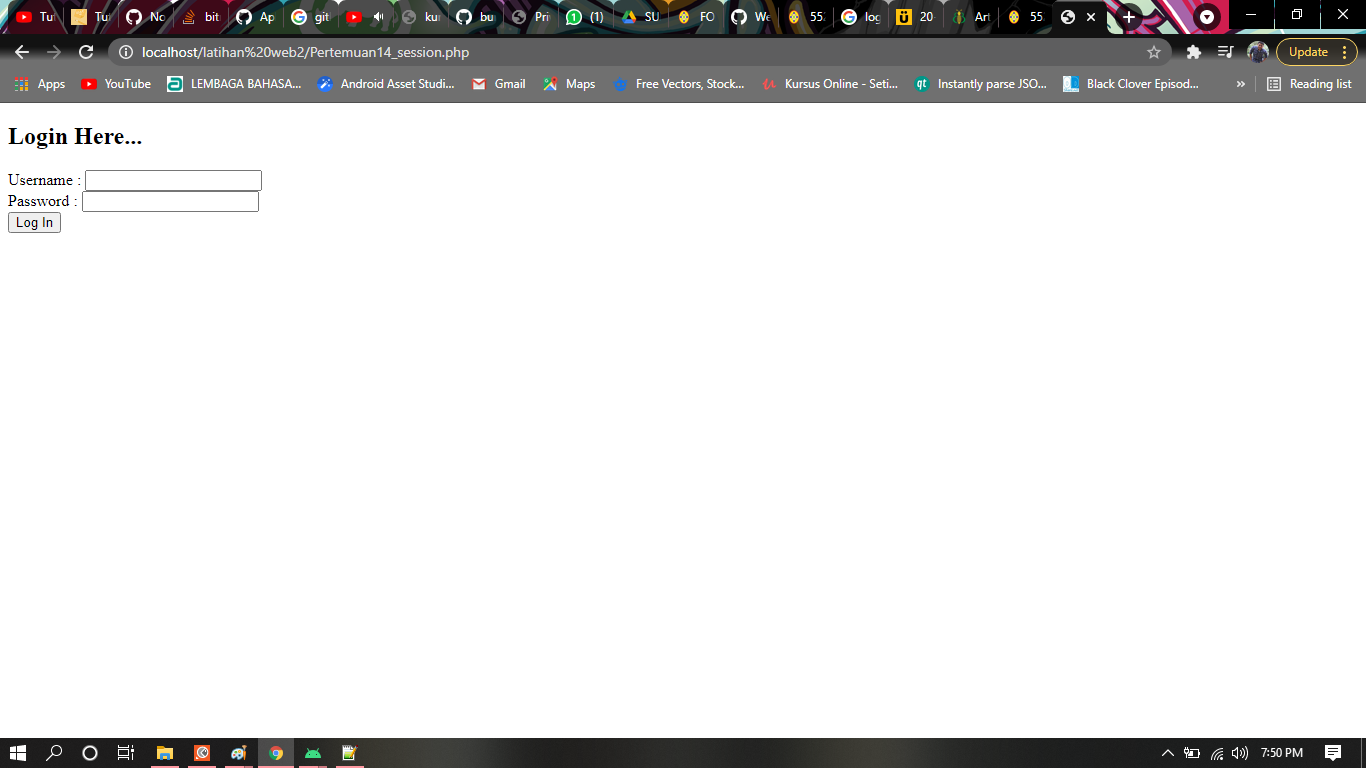 Tu
Tu
No
bit
Ap
git
ku
bu
Pri
(1)
SU
FO
We
55.
log
20
Art
55.
localhost/latihan%20web2/Pertemuan14_session.php
Update
Apps
YouTube
LEMBAGA BAHASA...
Android Asset Studi...
Gmail
Maps
Free Vectors, Stock...
Kursus Online - Seti...
qt
Instantly parse JSO...
Black Clover Episod...
»
Reading list
Login Here...
Username :
Password :
Log In
7:50 PM